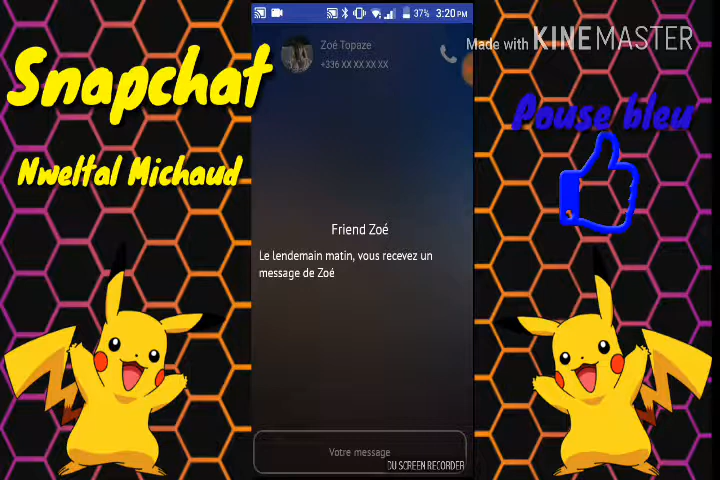 37% 3:20 PM
Zoé Topaze
+336 XX XX XX XX
Made with KINEMASTER
Snapchat
Pouse bleu
Nweltal Michaud
Friend Zoé
Le lendemain matin, vous recevez un
message de Zoé
Votre message
DU SCREEN RECORDER